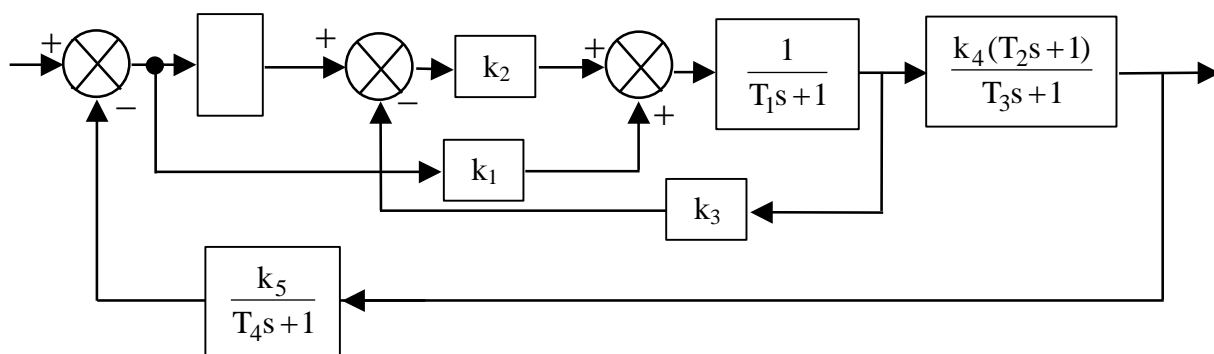 +
−
+
−
k₂
+
+
1
T₁s+1
k₄(T₂s+1)
T₃s+1
k₁
k₃
k₅
T₄s+1